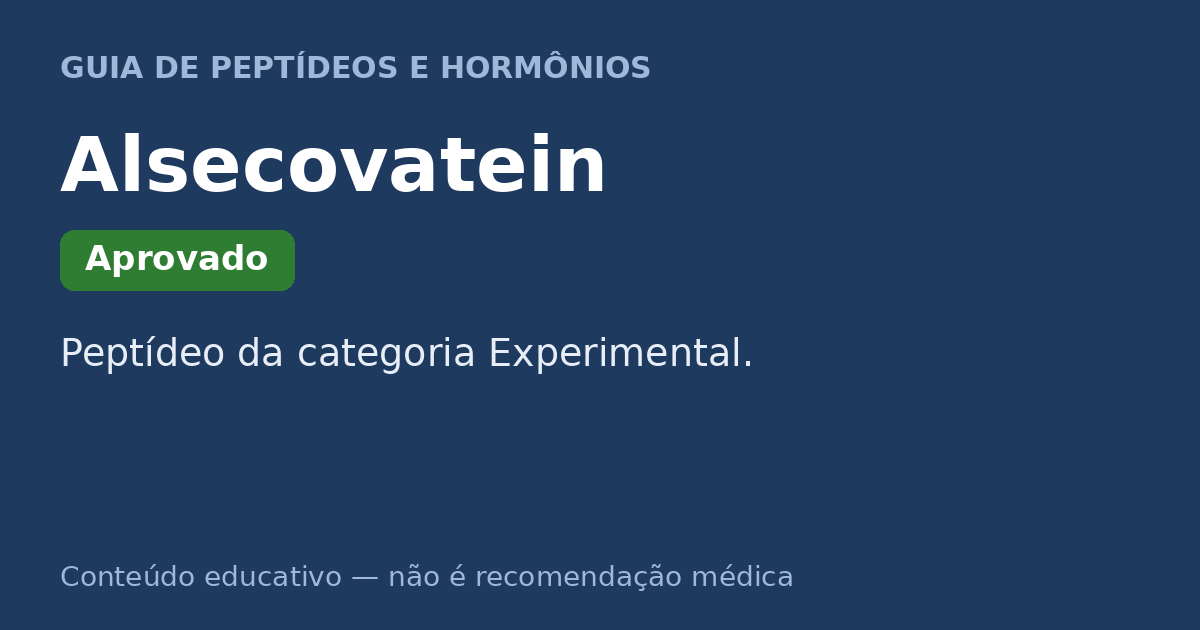 GUIA DE PEPTÍDEOS E HORMÔNIOS
Alsecovatein
Aprovado
Peptídeo da categoria Experimental.
Conteúdo educativo — não é recomendação médica